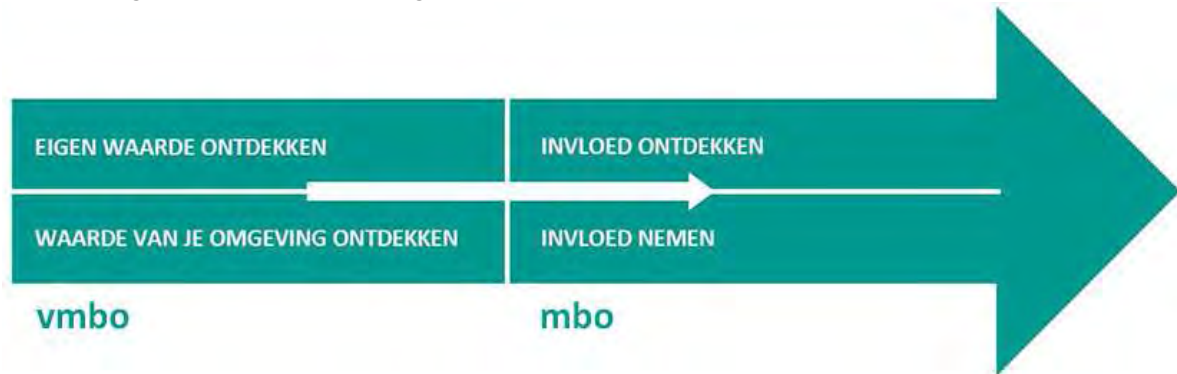 EIGEN WAARDE ONTDEKKEN
INVLOED ONTDEKKEN
WAARDE VAN JE OMGEVING ONTDEKKEN
INVLOED NEMEN
vmbo
mbo